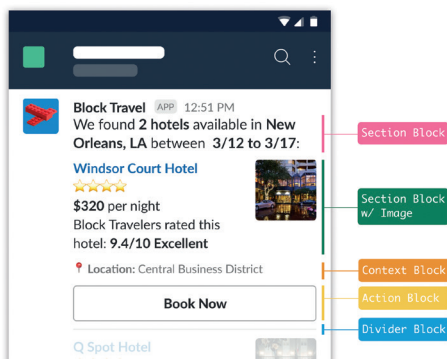 Block Travel APP 12:51 PM
We found 2 hotels available in New
Orleans, LA between 3/12 to 3/17:
Section Block
Windsor Court Hotel
$320 per night
Block Travelers rated this
hotel: 9.4/10 Excellent
Section Block
w/ Image
Location: Central Business District
Context Block
Book Now
Action Block
Divider Block
Q Spot Hotel